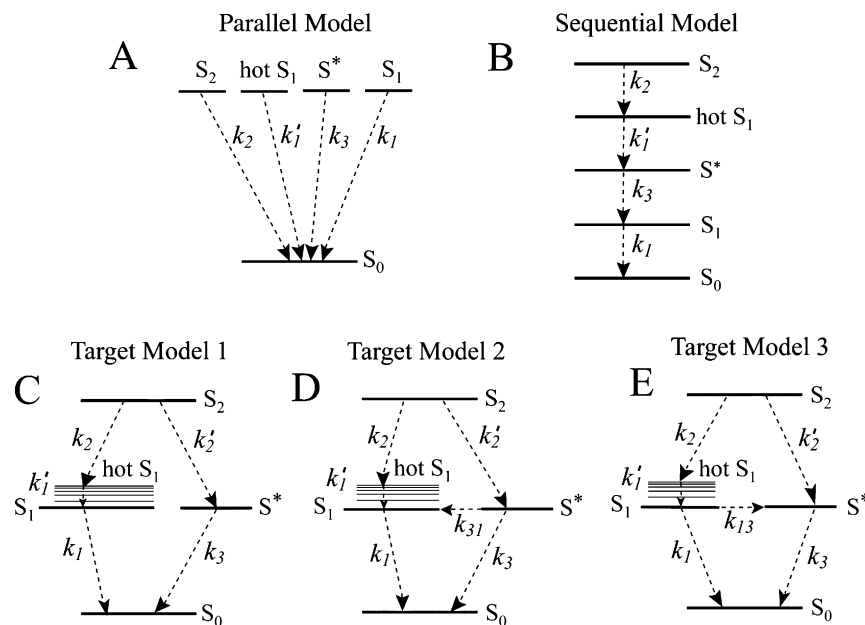 Parallel Model
A
S2 hot S1 S* S1
k2 k1′ k3 k1
S0
Sequential Model
B
S2
k2
hot S1
k1′
S*
k3
S1
k1
S0
Target Model 1
C
S2
k2 k2′
k1′ hot S1
S1 S*
k1 k3
S0
Target Model 2
D
S2
k2 k2′
k1′ hot S1
S1 S*
k31
k1 k3
S0
Target Model 3
E
S2
k2 k2′
k1′ hot S1
S1 S*
k13
k1 k3
S0